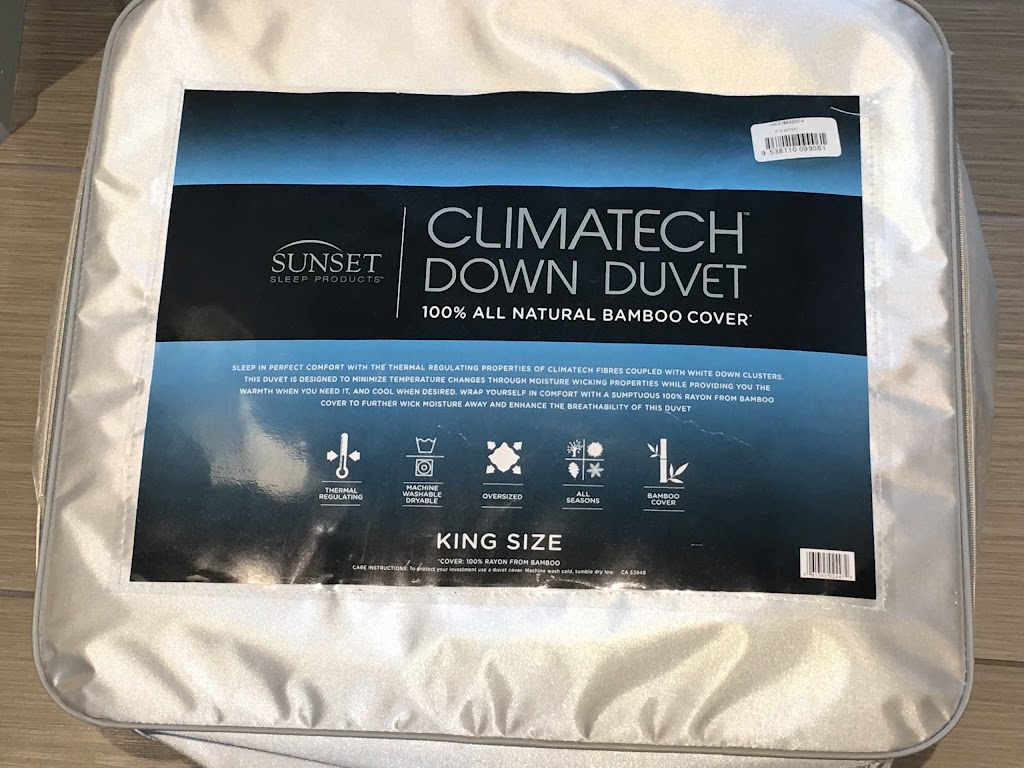 9 538110 099081
CLIMATECH™
DOWN DUVET
SUNSET
SLEEP PRODUCTS™
100% ALL NATURAL BAMBOO COVER*
SLEEP IN PERFECT COMFORT WITH THE THERMAL REGULATING PROPERTIES OF CLIMATECH FIBRES COUPLED WITH WHITE DOWN CLUSTERS.
THIS DUVET IS DESIGNED TO MINIMIZE TEMPERATURE CHANGES THROUGH MOISTURE WICKING PROPERTIES WHILE PROVIDING YOU THE
WARMTH WHEN YOU NEED IT, AND COOL WHEN DESIRED. WRAP YOURSELF IN COMFORT WITH A SUMPTUOUS 100% RAYON FROM BAMBOO
COVER TO FURTHER WICK MOISTURE AWAY AND ENHANCE THE BREATHABILITY OF THIS DUVET
THERMAL
REGULATING
MACHINE
WASHABLE
DRYABLE
OVERSIZED
ALL
SEASONS
BAMBOO
COVER
KING SIZE
*COVER: 100% RAYON FROM BAMBOO
CARE INSTRUCTIONS: To protect your investment use a duvet cover. Machine wash cold, tumble dry low. CA 53948